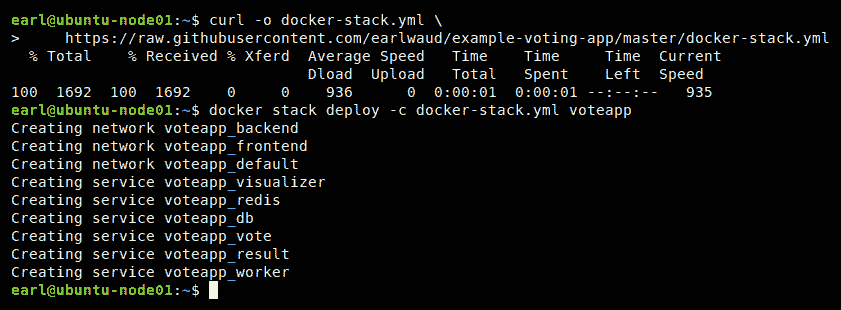 earl@ubuntu-node01:~$ curl -o docker-stack.yml \
>     https://raw.githubusercontent.com/earlwaud/example-voting-app/master/docker-stack.yml
  % Total    % Received % Xferd  Average Speed   Time    Time     Time  Current
                                 Dload  Upload   Total   Spent    Left  Speed
100  1692  100  1692    0     0    936      0  0:00:01  0:00:01 --:--:--   935
earl@ubuntu-node01:~$ docker stack deploy -c docker-stack.yml voteapp
Creating network voteapp_backend
Creating network voteapp_frontend
Creating network voteapp_default
Creating service voteapp_visualizer
Creating service voteapp_redis
Creating service voteapp_db
Creating service voteapp_vote
Creating service voteapp_result
Creating service voteapp_worker
earl@ubuntu-node01:~$